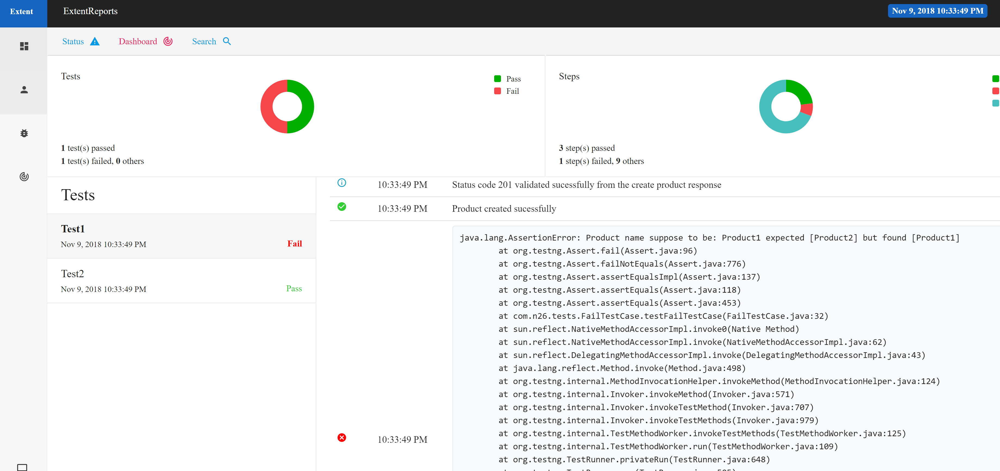 Extent
ExtentReports
Nov 9, 2018 10:33:49 PM
Status
Dashboard
Search
Tests
Pass
Fail
1 test(s) passed
1 test(s) failed, 0 others
Steps
3 step(s) passed
1 step(s) failed, 9 others
Tests
Test1
Nov 9, 2018 10:33:49 PM
Fail
Test2
Nov 9, 2018 10:33:49 PM
Pass
10:33:49 PM Status code 201 validated sucessfully from the create product response
10:33:49 PM Product created sucessfully
10:33:49 PM
java.lang.AssertionError: Product name suppose to be: Product1 expected [Product2] but found [Product1]
at org.testng.Assert.fail(Assert.java:96)
at org.testng.Assert.failNotEquals(Assert.java:776)
at org.testng.Assert.assertEqualsImpl(Assert.java:137)
at org.testng.Assert.assertEquals(Assert.java:118)
at org.testng.Assert.assertEquals(Assert.java:453)
at com.n26.tests.FailTestCase.testFailTestCase(FailTestCase.java:32)
at sun.reflect.NativeMethodAccessorImpl.invoke0(Native Method)
at sun.reflect.NativeMethodAccessorImpl.invoke(NativeMethodAccessorImpl.java:62)
at sun.reflect.DelegatingMethodAccessorImpl.invoke(DelegatingMethodAccessorImpl.java:43)
at java.lang.reflect.Method.invoke(Method.java:498)
at org.testng.internal.MethodInvocationHelper.invokeMethod(MethodInvocationHelper.java:124)
at org.testng.internal.Invoker.invokeMethod(Invoker.java:571)
at org.testng.internal.Invoker.invokeTestMethod(Invoker.java:707)
at org.testng.internal.Invoker.invokeTestMethods(Invoker.java:979)
at org.testng.internal.TestMethodWorker.invokeTestMethods(TestMethodWorker.java:125)
at org.testng.internal.TestMethodWorker.run(TestMethodWorker.java:109)
at org.testng.TestRunner.privateRun(TestRunner.java:648)